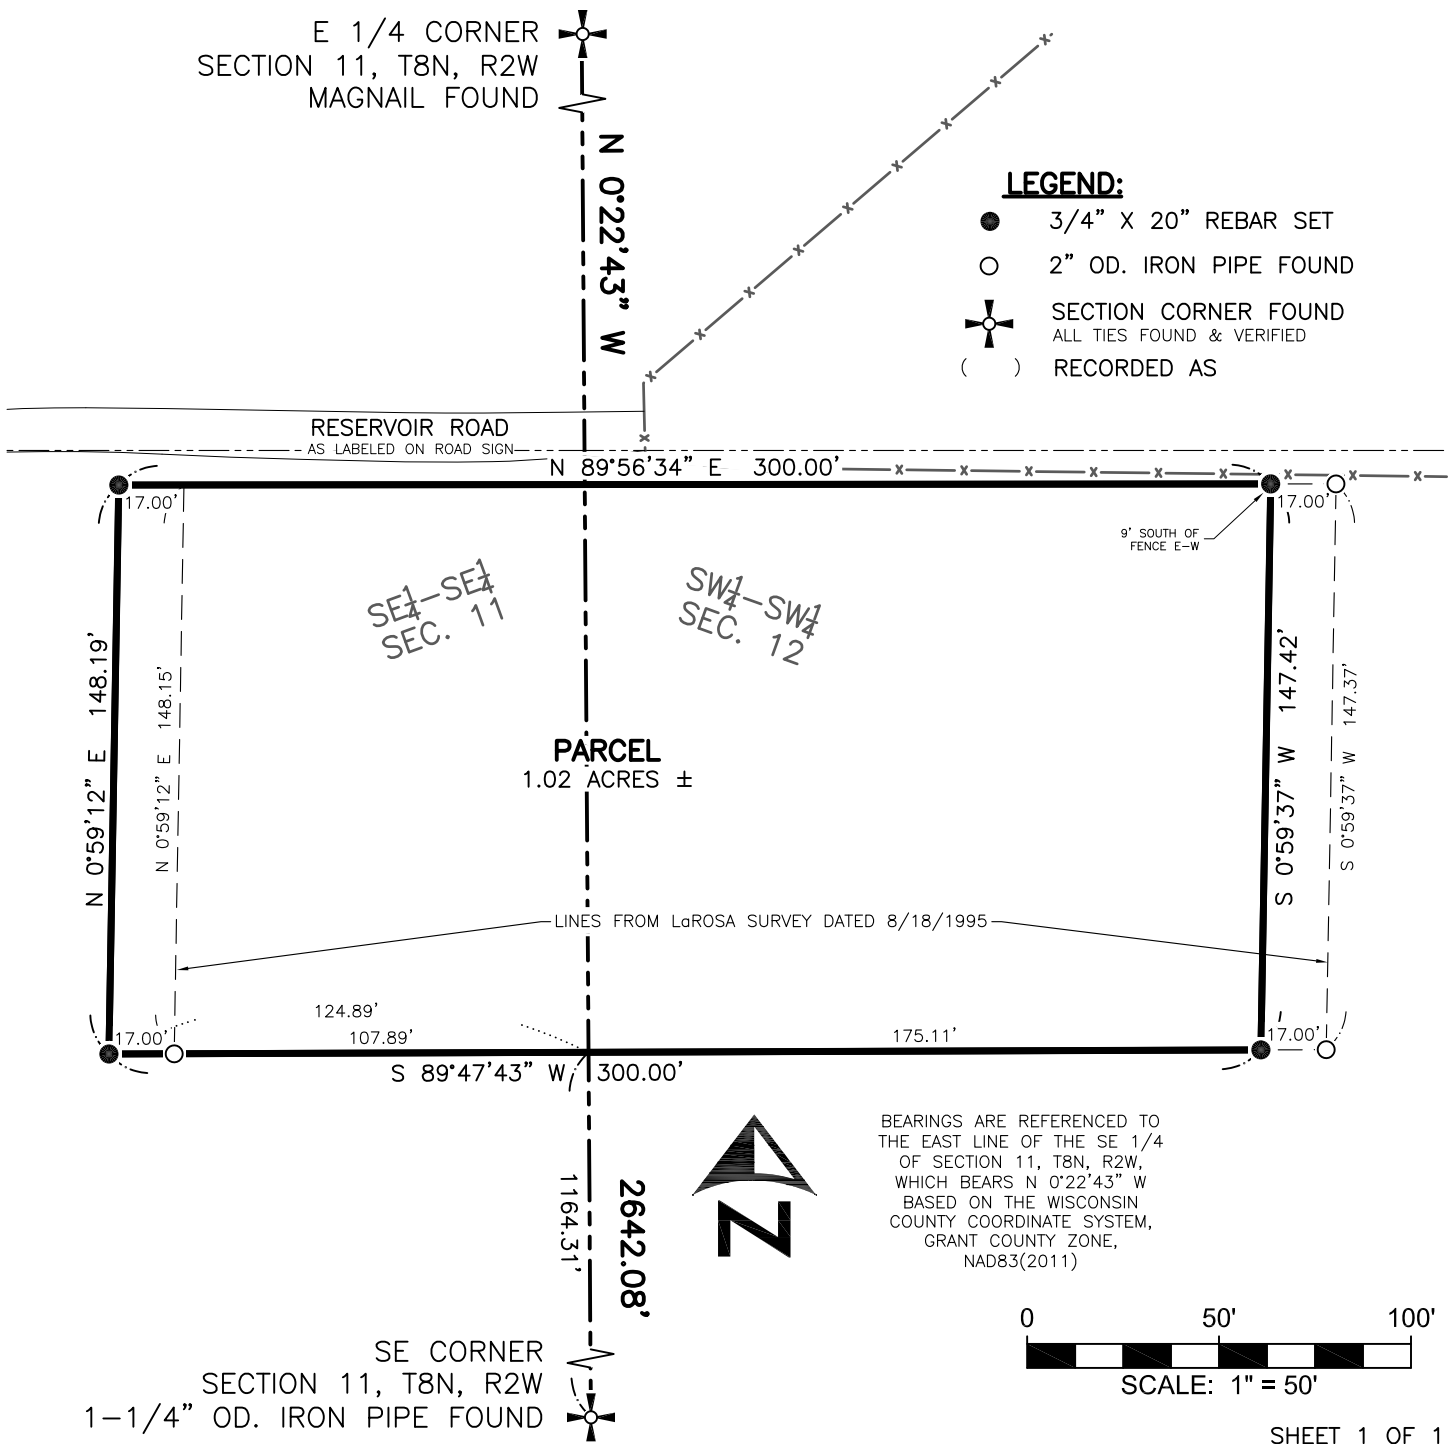 E 1/4 CORNER
SECTION 11, T8N, R2W
MAGNAIL FOUND
N 0°22'43" W
LEGEND:
3/4" X 20" REBAR SET
2" OD. IRON PIPE FOUND
SECTION CORNER FOUND
ALL TIES FOUND & VERIFIED
( ) RECORDED AS
RESERVOIR ROAD
AS LABELED ON ROAD SIGN
N 89°56'34" E 300.00'
17.00'
17.00'
9' SOUTH OF
FENCE E-W
SE1/4-SE1/4
SEC. 11
SW1/4-SW1/4
SEC. 12
N 0°59'12" E 148.19'
N 0°59'12" E 148.15'
S 0°59'37" W 147.42'
S 0°59'37" W 147.37'
PARCEL
1.02 ACRES ±
LINES FROM LaROSA SURVEY DATED 8/18/1995
124.89'
17.00'
107.89'
175.11'
17.00'
S 89°47'43" W 300.00'
BEARINGS ARE REFERENCED TO
THE EAST LINE OF THE SE 1/4
OF SECTION 11, T8N, R2W,
WHICH BEARS N 0°22'43" W
BASED ON THE WISCONSIN
COUNTY COORDINATE SYSTEM,
GRANT COUNTY ZONE,
NAD83(2011)
1164.31'
2642.08'
N
0 50' 100'
SCALE: 1" = 50'
SE CORNER
SECTION 11, T8N, R2W
1-1/4" OD. IRON PIPE FOUND
SHEET 1 OF 1